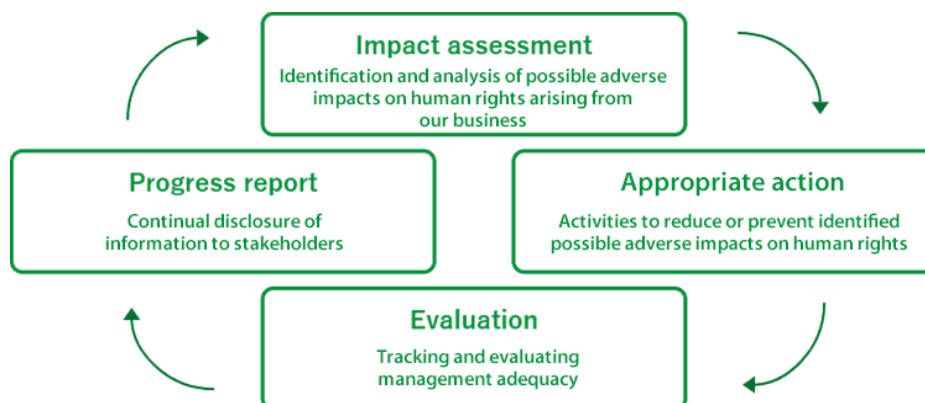 Impact assessment
Identification and analysis of possible adverse
impacts on human rights arising from
our business
Progress report
Continual disclosure of
information to stakeholders
Appropriate action
Activities to reduce or prevent identified
possible adverse impacts on human rights
Evaluation
Tracking and evaluating
management adequacy